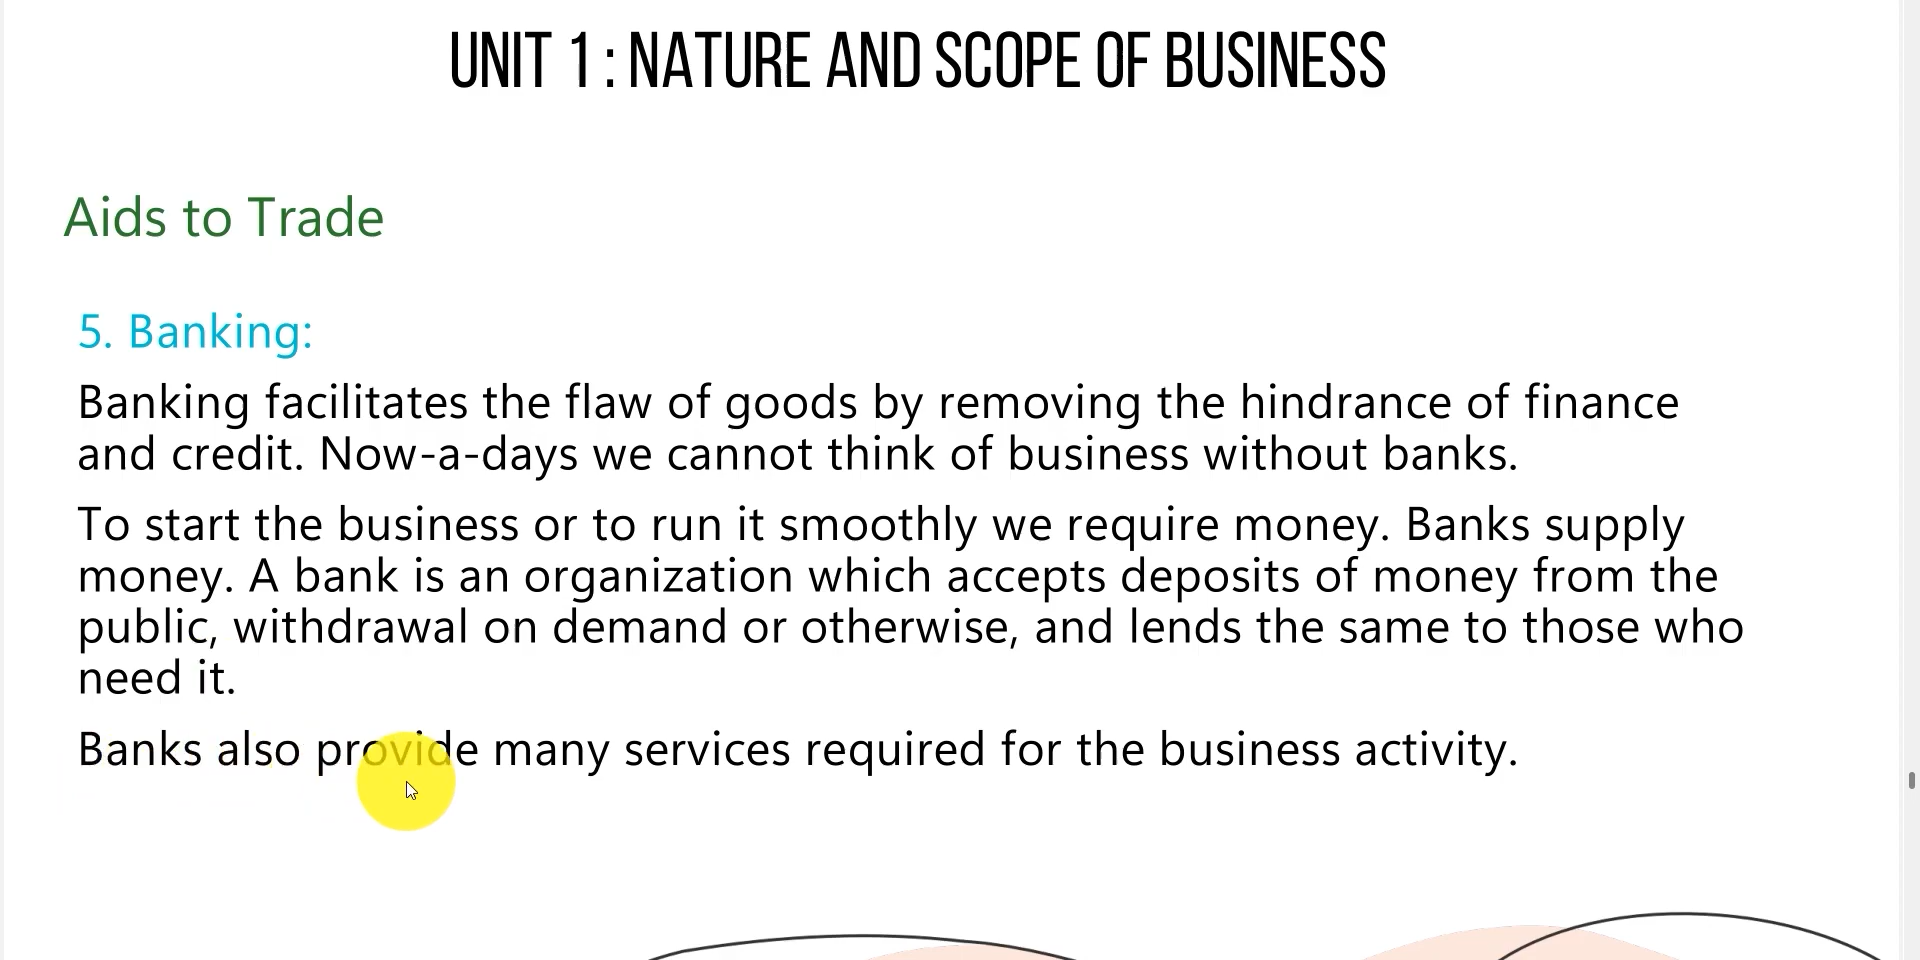 UNIT 1 : NATURE AND SCOPE OF BUSINESS
Aids to Trade
5. Banking:
Banking facilitates the flaw of goods by removing the hindrance of finance
and credit. Now-a-days we cannot think of business without banks.
To start the business or to run it smoothly we require money. Banks supply
money. A bank is an organization which accepts deposits of money from the
public, withdrawal on demand or otherwise, and lends the same to those who
need it.
Banks also provide many services required for the business activity.